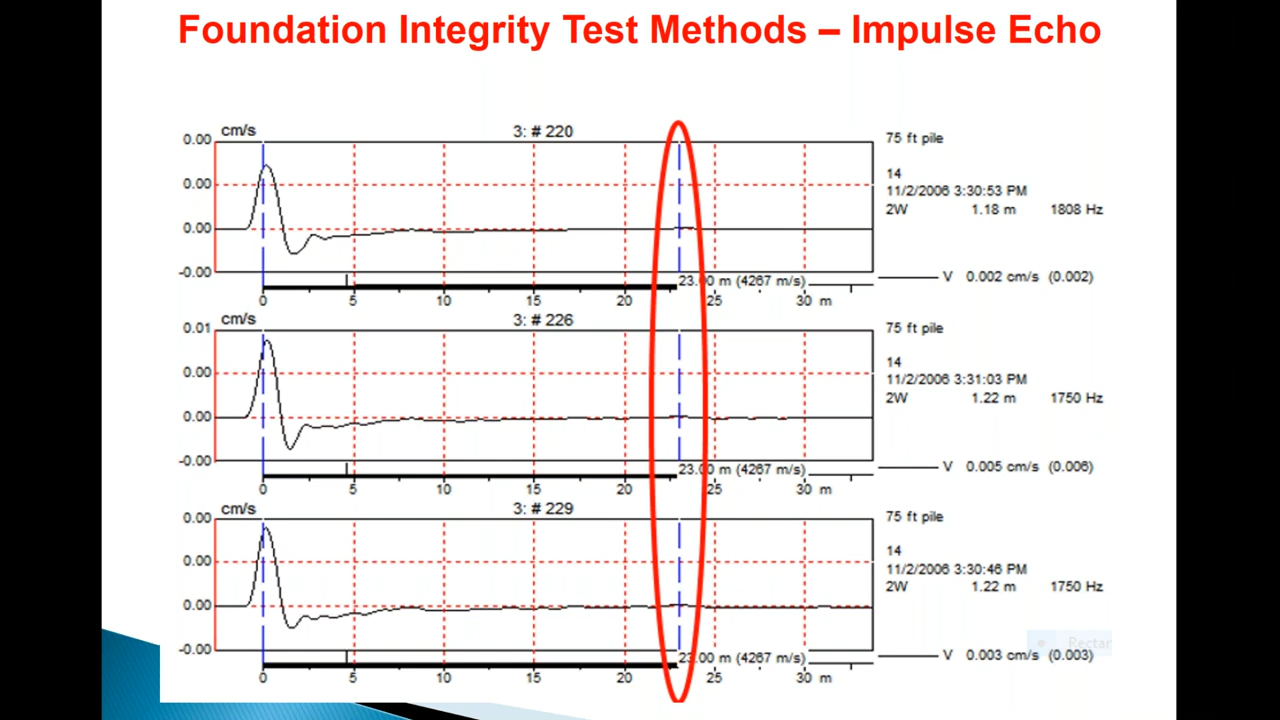 Foundation Integrity Test Methods – Impulse Echo
cm/s
3: # 220
0.00
0.00
0.00
-0.00
75 ft pile
14
11/2/2006 3:30:53 PM
2W 1.18 m 1808 Hz
23.00 m (4267 m/s)
V 0.002 cm/s (0.002)
0 5 10 15 20 25 30 m
cm/s
3: # 226
0.01
0.00
0.00
-0.00
75 ft pile
14
11/2/2006 3:31:03 PM
2W 1.22 m 1750 Hz
23.00 m (4267 m/s)
V 0.005 cm/s (0.006)
0 5 10 15 20 25 30 m
cm/s
3: # 229
0.00
0.00
0.00
-0.00
75 ft pile
14
11/2/2006 3:30:46 PM
2W 1.22 m 1750 Hz
23.00 m (4267 m/s)
V 0.003 cm/s (0.003)
0 5 10 15 20 25 30 m